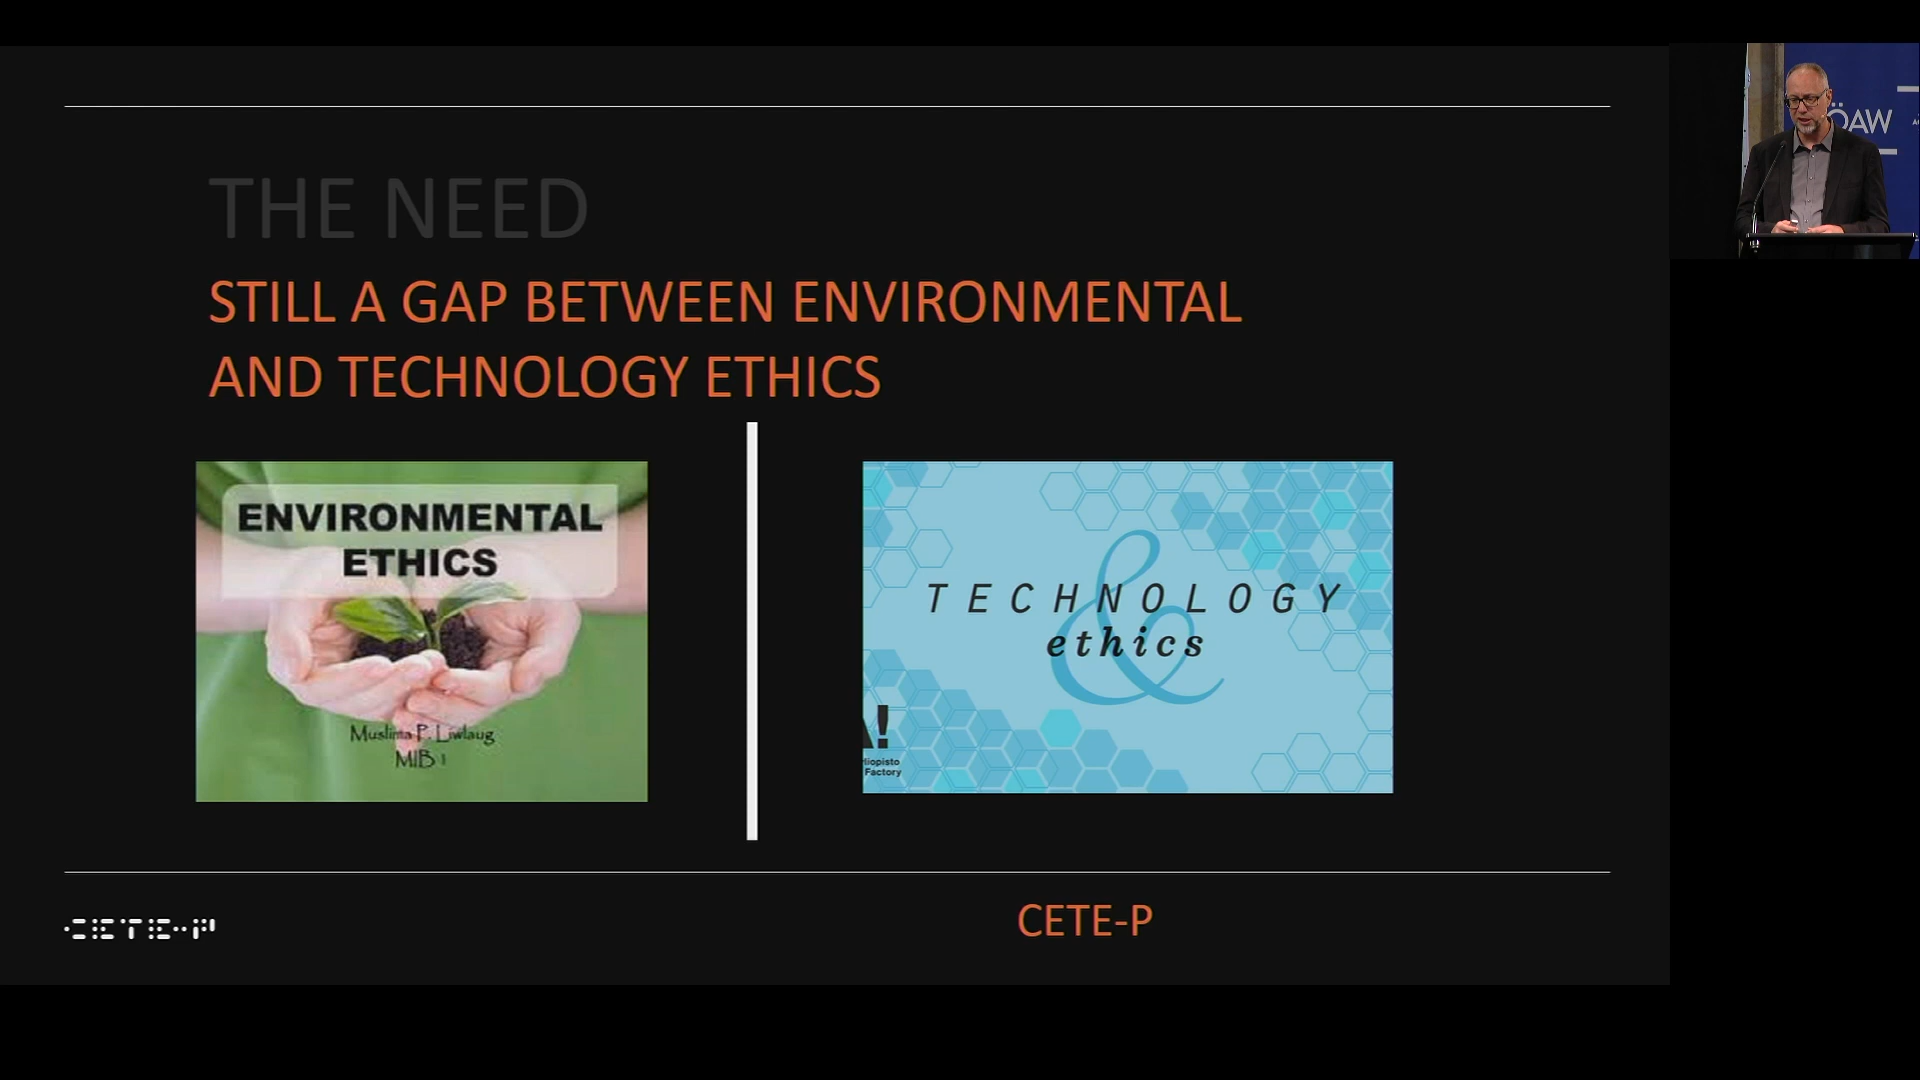 THE NEED
STILL A GAP BETWEEN ENVIRONMENTAL
AND TECHNOLOGY ETHICS
ENVIRONMENTAL
ETHICS
Muslima P. Liwlaug
MIB 1
TECHNOLOGY
&
ethics
A!
Factory
CETE-P
CETE-P
ÖAW